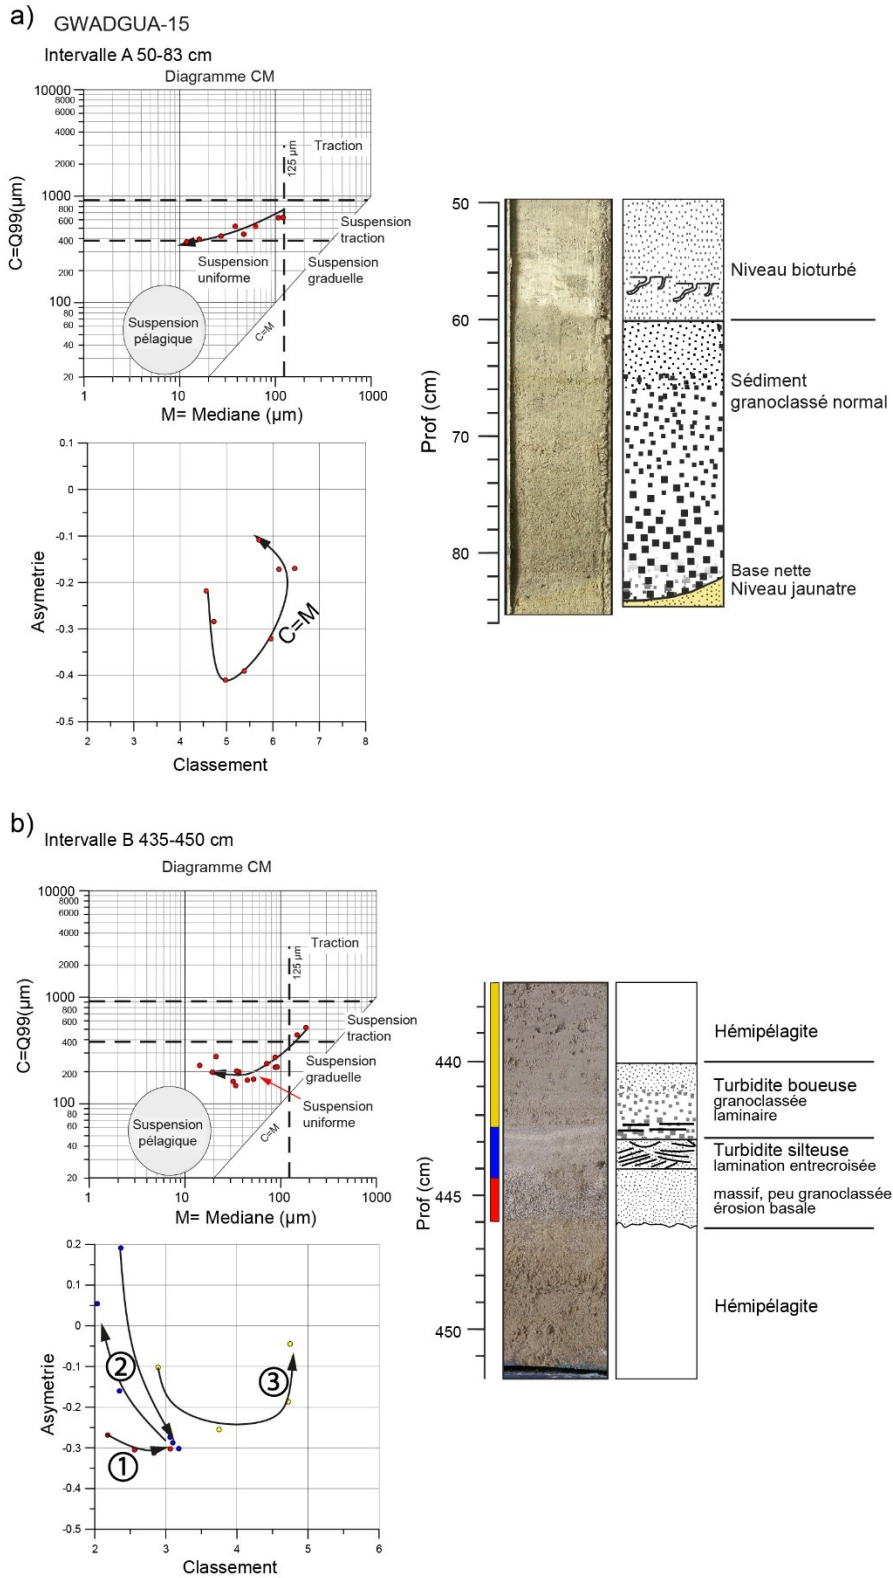 a)
GWADGUA-15
Intervalle A 50-83 cm
Diagramme CM
10000
8000
6000
4000
2000
1000
800
600
400
200
100
80
60
40
20
C=Q99(µm)
125 µm
Traction
Suspension
traction
Suspension
uniforme
Suspension
graduelle
Suspension
pélagique
C=M
1
10
100
1000
M= Mediane (µm)
0.1
0
-0.1
-0.2
-0.3
-0.4
-0.5
Asymetrie
C=M
2
3
4
5
6
7
8
Classement
50
60
70
80
Prof (cm)
Niveau bioturbé
Sédiment
granoclassé normal
Base nette
Niveau jaunatre
b)
Intervalle B 435-450 cm
Diagramme CM
10000
8000
6000
4000
2000
1000
800
600
400
200
100
80
60
40
20
C=Q99(µm)
125 µm
Traction
Suspension
traction
Suspension
graduelle
Suspension
uniforme
Suspension
pélagique
C=M
1
10
100
1000
M= Mediane (µm)
0.2
0.1
0
-0.1
-0.2
-0.3
-0.4
-0.5
Asymetrie
1
2
3
2
3
4
5
6
Classement
440
445
450
Prof (cm)
Hémipélagite
Turbidite boueuse
granoclassée
laminaire
Turbidite silteuse
lamination entrecroisée
massif, peu granoclassée
érosion basale
Hémipélagite